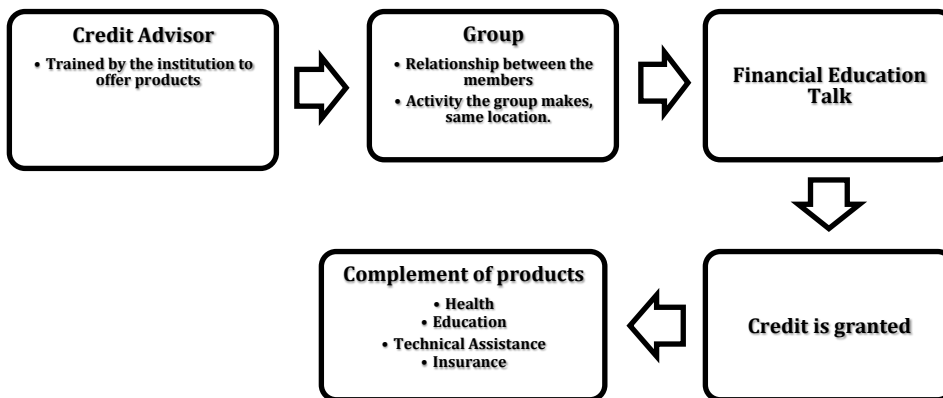 Credit Advisor
• Trained by the institution to
offer products
Group
• Relationship between the
members
• Activity the group makes,
same location.
Financial Education
Talk
Complement of products
• Health
• Education
• Technical Assistance
• Insurance
Credit is granted